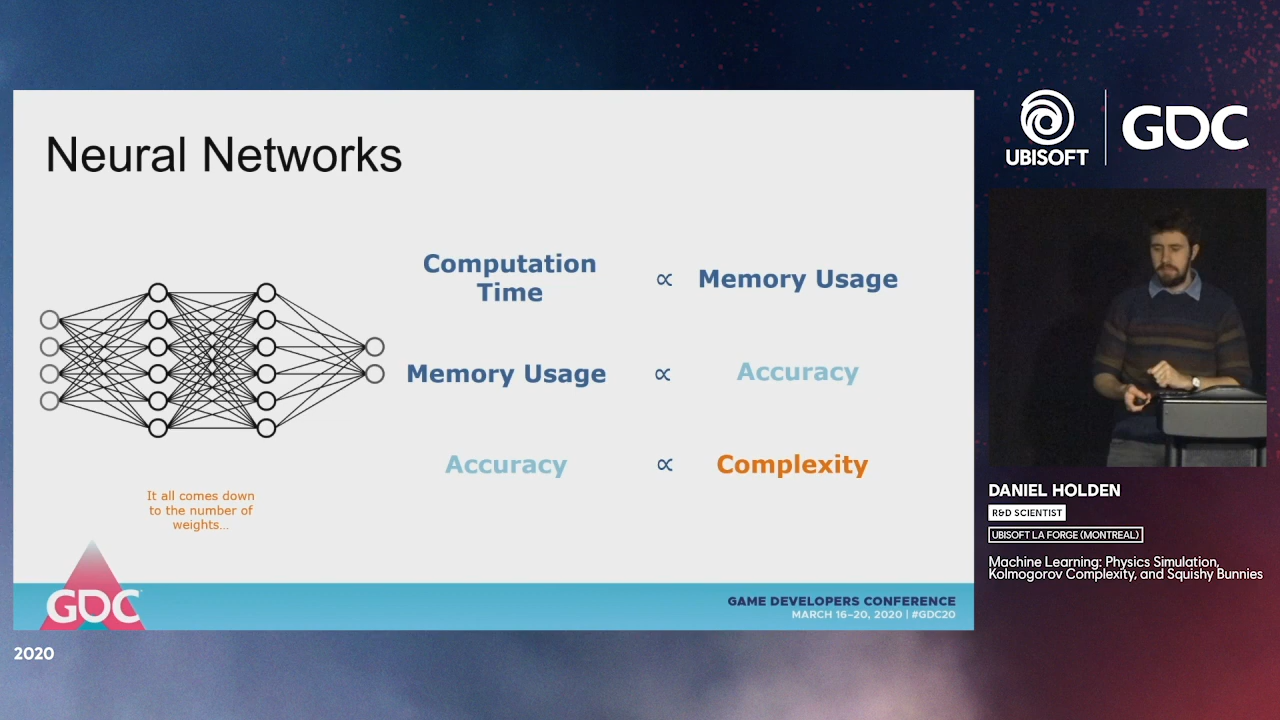 Neural Networks
Computation
Time
∝
Memory Usage
Memory Usage
∝
Accuracy
Accuracy
∝
Complexity
It all comes down
to the number of
weights...
GDC
GAME DEVELOPERS CONFERENCE
MARCH 16–20, 2020 | #GDC20
2020
UBISOFT
GDC
DANIEL HOLDEN
R&D SCIENTIST
UBISOFT LA FORGE (MONTREAL)
Machine Learning: Physics Simulation,
Kolmogorov Complexity, and Squishy Bunnies